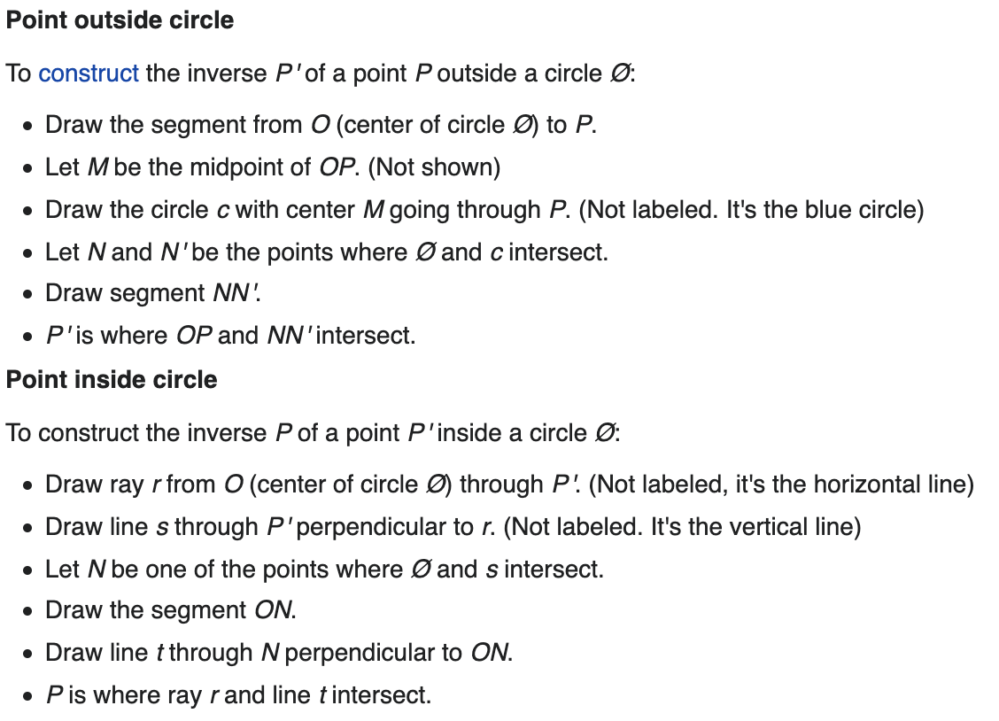 Point outside circle
To construct the inverse P' of a point P outside a circle Ø:
• Draw the segment from O (center of circle Ø) to P.
• Let M be the midpoint of OP. (Not shown)
• Draw the circle c with center M going through P. (Not labeled. It's the blue circle)
• Let N and N' be the points where Ø and c intersect.
• Draw segment NN'.
• P' is where OP and NN' intersect.
Point inside circle
To construct the inverse P of a point P' inside a circle Ø:
• Draw ray r from O (center of circle Ø) through P'. (Not labeled, it's the horizontal line)
• Draw line s through P' perpendicular to r. (Not labeled. It's the vertical line)
• Let N be one of the points where Ø and s intersect.
• Draw the segment ON.
• Draw line t through N perpendicular to ON.
• P is where ray r and line t intersect.